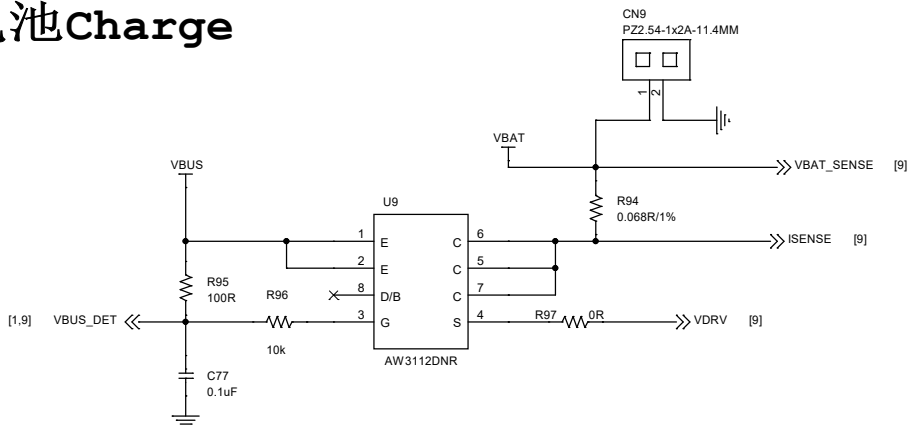 池Charge
CN9
PZ2.54-1x2A-11.4MM
1
2
VBAT
VBUS
VBAT_SENSE [9]
R94
0.068R/1%
U9
1 E C 6
ISENSE [9]
2 E C 5
R95
100R
R96
8 D/B C 7
[1,9] VBUS_DET
3 G S 4
R97 0R
VDRV [9]
10k
AW3112DNR
C77
0.1uF